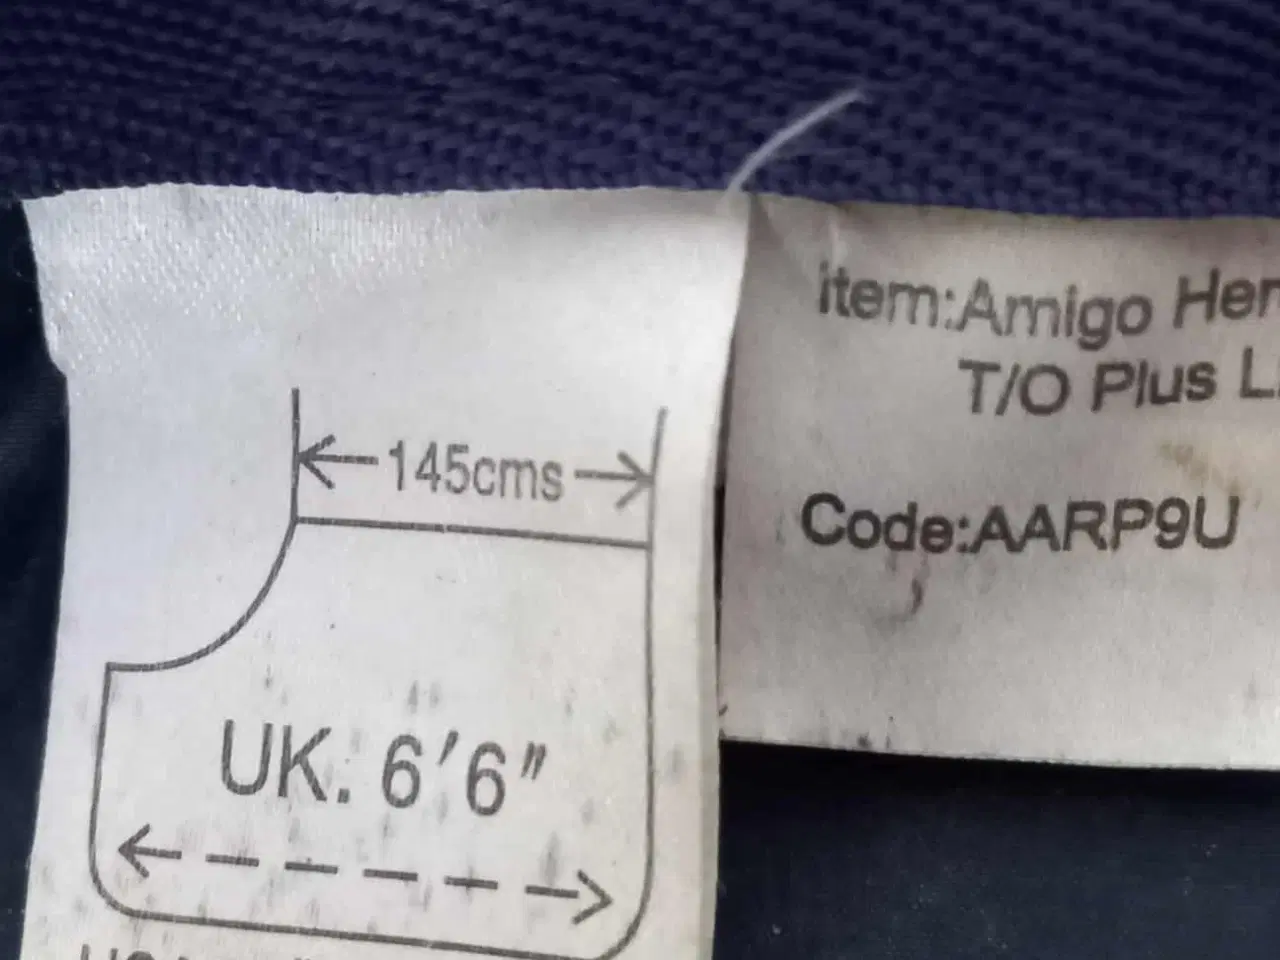 145cms
UK. 6'6"
item:Amigo Her
T/O Plus L
Code:AARP9U